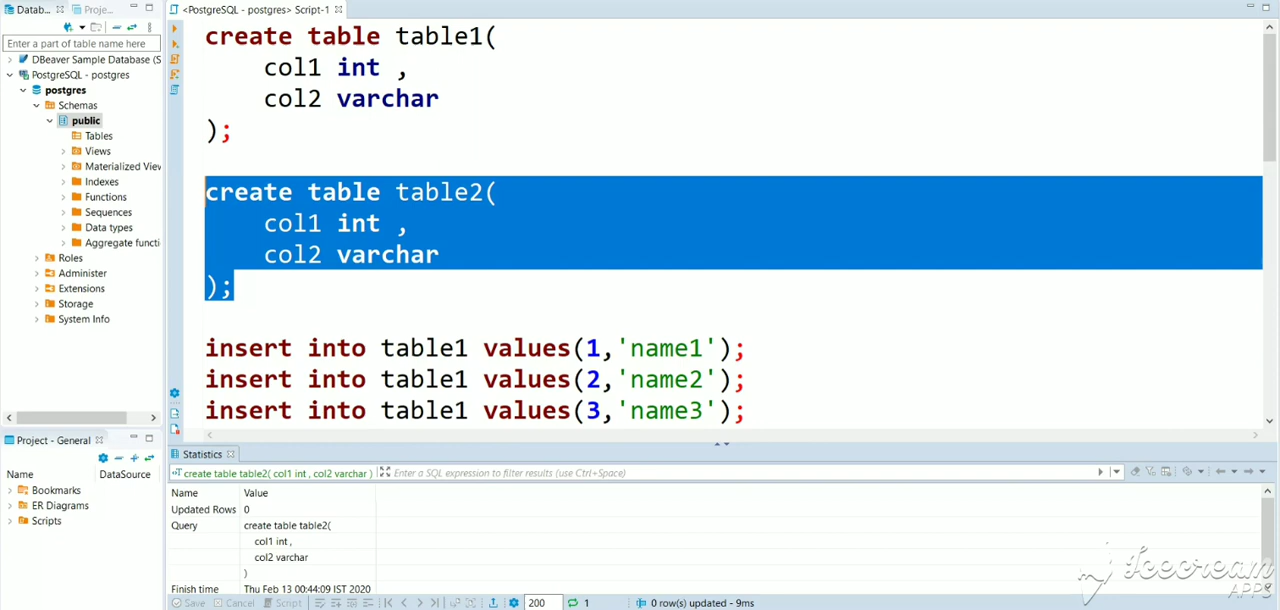 Datab...
Proje...
<PostgreSQL - postgres> Script-1
Enter a part of table name here
DBeaver Sample Database (S
PostgreSQL - postgres
postgres
Schemas
public
Tables
Views
Materialized View
Indexes
Functions
Sequences
Data types
Aggregate functi
Roles
Administer
Extensions
Storage
System Info
create table table1(
col1 int ,
col2 varchar
);
create table table2(
col1 int ,
col2 varchar
);
insert into table1 values(1,'name1');
insert into table1 values(2,'name2');
insert into table1 values(3,'name3');
Project - General
Name DataSource
Bookmarks
ER Diagrams
Scripts
Statistics
create table table2( col1 int , col2 varchar )
Enter a SQL expression to filter results (use Ctrl+Space)
Name Value
Updated Rows 0
Query create table table2(
col1 int ,
col2 varchar
)
Finish time Thu Feb 13 00:44:09 IST 2020
Save Cancel Script 200 1 0 row(s) updated - 9ms
Icecream
APPS